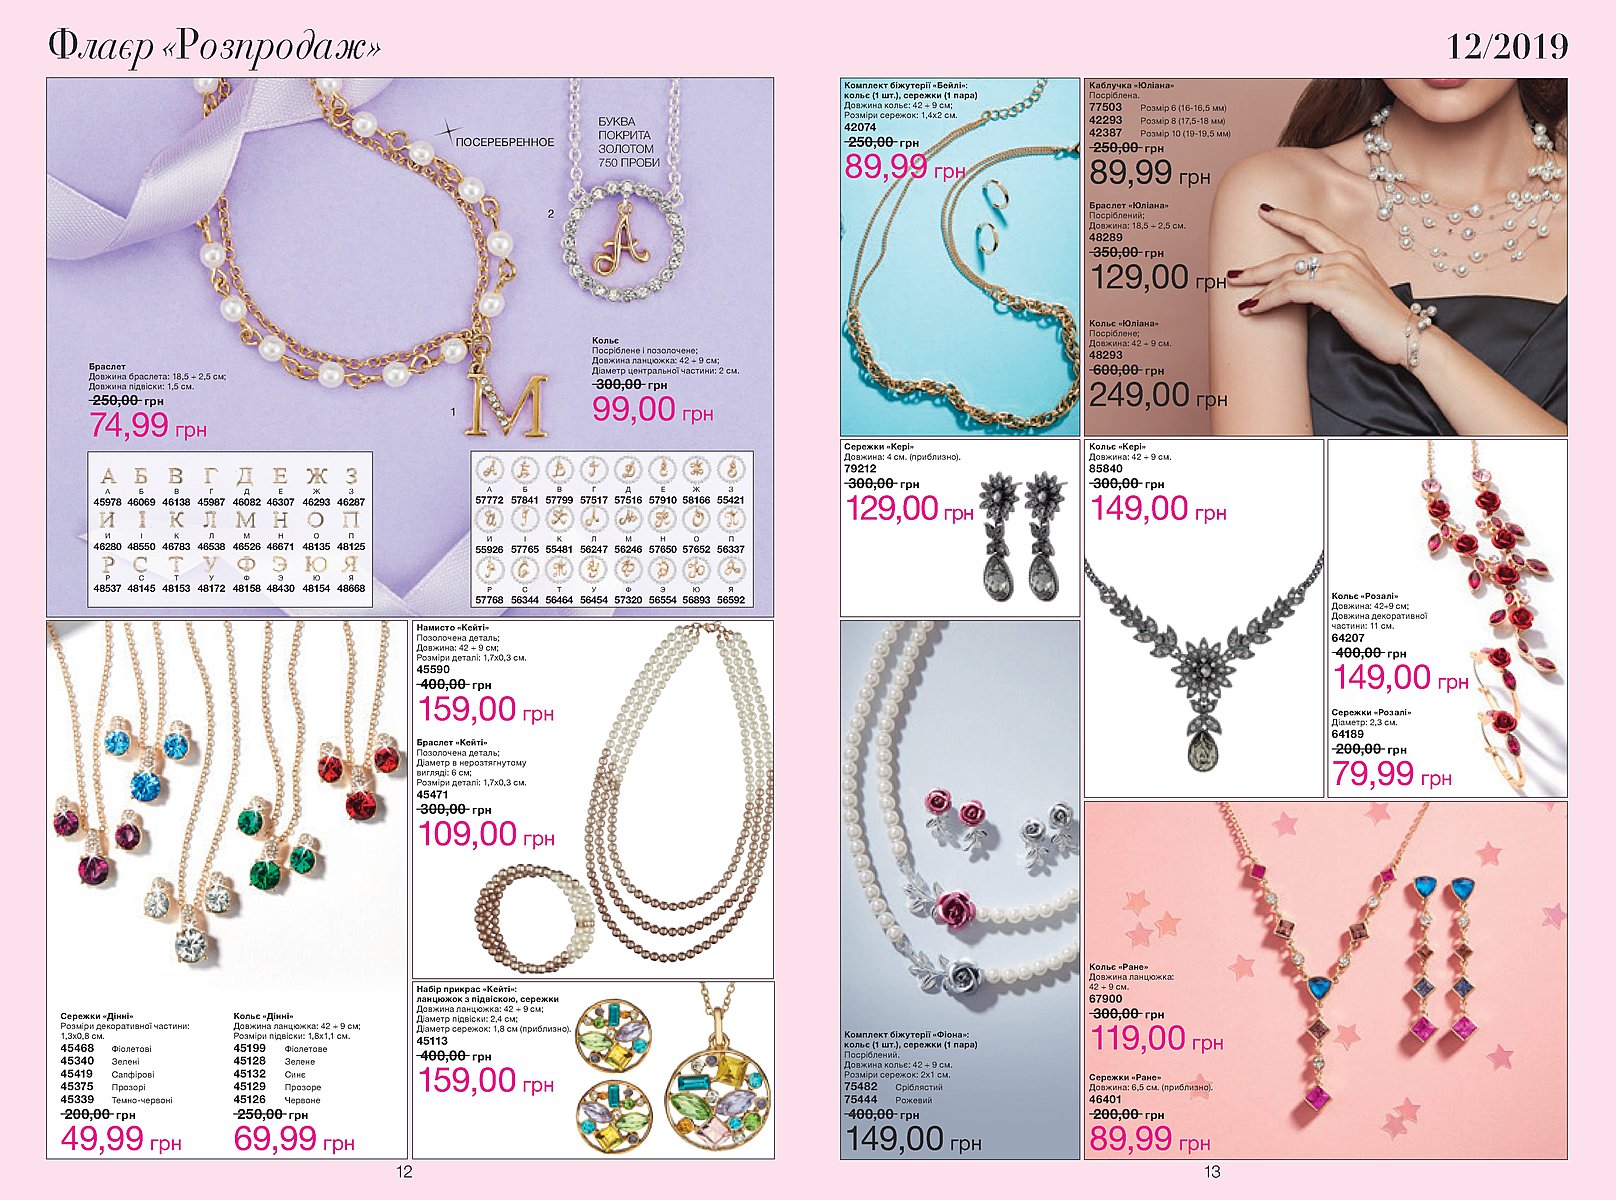 Флаєр «Розпродаж»
12/2019
ПОСЕРЕБРЕННОЕ
БУКВА
ПОКРИТА
ЗОЛОТОМ
750 ПРОБИ
2
1
Браслет
Довжина браслета: 18,5 + 2,5 см;
Довжина підвіски: 1,5 см.
250,00 грн
74,99 грн
Кольє
Посріблене і позолочене;
Довжина ланцюжка: 42 + 9 см;
Діаметр центральної частини: 2 см.
300,00 грн
99,00 грн
А Б В Г Д Е Ж З
А Б В Г Д Е Ж З
45978 46069 46138 45987 46082 46307 46293 46287
И І К Л М Н О П
И І К Л М Н О П
46280 48550 46783 46538 46526 46671 48135 48125
Р С Т У Ф Э Ю Я
Р С Т У Ф Э Ю Я
48537 48145 48153 48172 48158 48430 48154 48668
А Б В Г Д Е Ж З
А Б В Г Д Е Ж З
57772 57841 57799 57517 57516 57910 58166 55421
И І К Л М Н О П
И І К Л М Н О П
55926 57765 55481 56247 56246 57650 57652 56337
Р С Т У Ф Э Ю Я
Р С Т У Ф Э Ю Я
57768 56344 56464 56454 57320 56554 56893 56592
Сережки «Дінні»
Розміри декоративної частини:
1,3х0,8 см.
45468 Фіолетові
45340 Зелені
45419 Сапфірові
45375 Прозорі
45339 Темно-червоні
200,00 грн
49,99 грн
Кольє «Дінні»
Довжина ланцюжка: 42 + 9 см;
Розміри підвіски: 1,8х1,1 см.
45199 Фіолетове
45128 Зелене
45132 Синє
45129 Прозоре
45126 Червоне
250,00 грн
69,99 грн
Намисто «Кейті»
Позолочена деталь;
Довжина: 42 + 9 см;
Розміри деталі: 1,7х0,3 см.
45590
400,00 грн
159,00 грн
Браслет «Кейті»
Позолочена деталь;
Діаметр в нерозтягнутому
вигляді: 6 см;
Розміри деталі: 1,7х0,3 см.
45471
300,00 грн
109,00 грн
Набір прикрас «Кейті»:
ланцюжок з підвіскою, сережки
Довжина ланцюжка: 42 + 9 см;
Діаметр підвіски: 2,4 см;
Діаметр сережок: 1,8 см (приблизно).
45113
400,00 грн
159,00 грн
12
Комплект біжутерії «Бейлі»:
кольє (1 шт.), сережки (1 пара)
Довжина кольє: 42 + 9 см;
Розміри сережок: 1,4х2 см.
42074
250,00 грн
89,99 грн
Каблучка «Юліана»
Посріблена.
77503 Розмір 6 (16-16,5 мм)
42293 Розмір 8 (17,5-18 мм)
42387 Розмір 10 (19-19,5 мм)
250,00 грн
89,99 грн
Браслет «Юліана»
Посріблений;
Довжина: 18,5 + 2,5 см.
48289
350,00 грн
129,00 грн
Кольє «Юліана»
Посріблене;
Довжина: 42 + 9 см.
48293
600,00 грн
249,00 грн
Сережки «Кері»
Довжина: 4 см. (приблизно).
79212
300,00 грн
129,00 грн
Кольє «Кері»
Довжина: 42 + 9 см.
85840
300,00 грн
149,00 грн
Кольє «Розалі»
Довжина: 42+9 см;
Довжина декоративної
частини: 11 см.
64207
400,00 грн
149,00 грн
Сережки «Розалі»
Діаметр: 2,3 см.
64189
200,00 грн
79,99 грн
Комплект біжутерії «Фіона»:
кольє (1 шт.), сережки (1 пара)
Посріблений.
Довжина кольє: 42 + 9 см.
Розміри сережок: 2х1 см.
75482 Сріблястий
75444 Рожевий
400,00 грн
149,00 грн
Кольє «Ране»
Довжина ланцюжка:
42 + 9 см.
67900
300,00 грн
119,00 грн
Сережки «Ране»
Довжина: 6,5 см. (приблизно).
46401
200,00 грн
89,99 грн
13